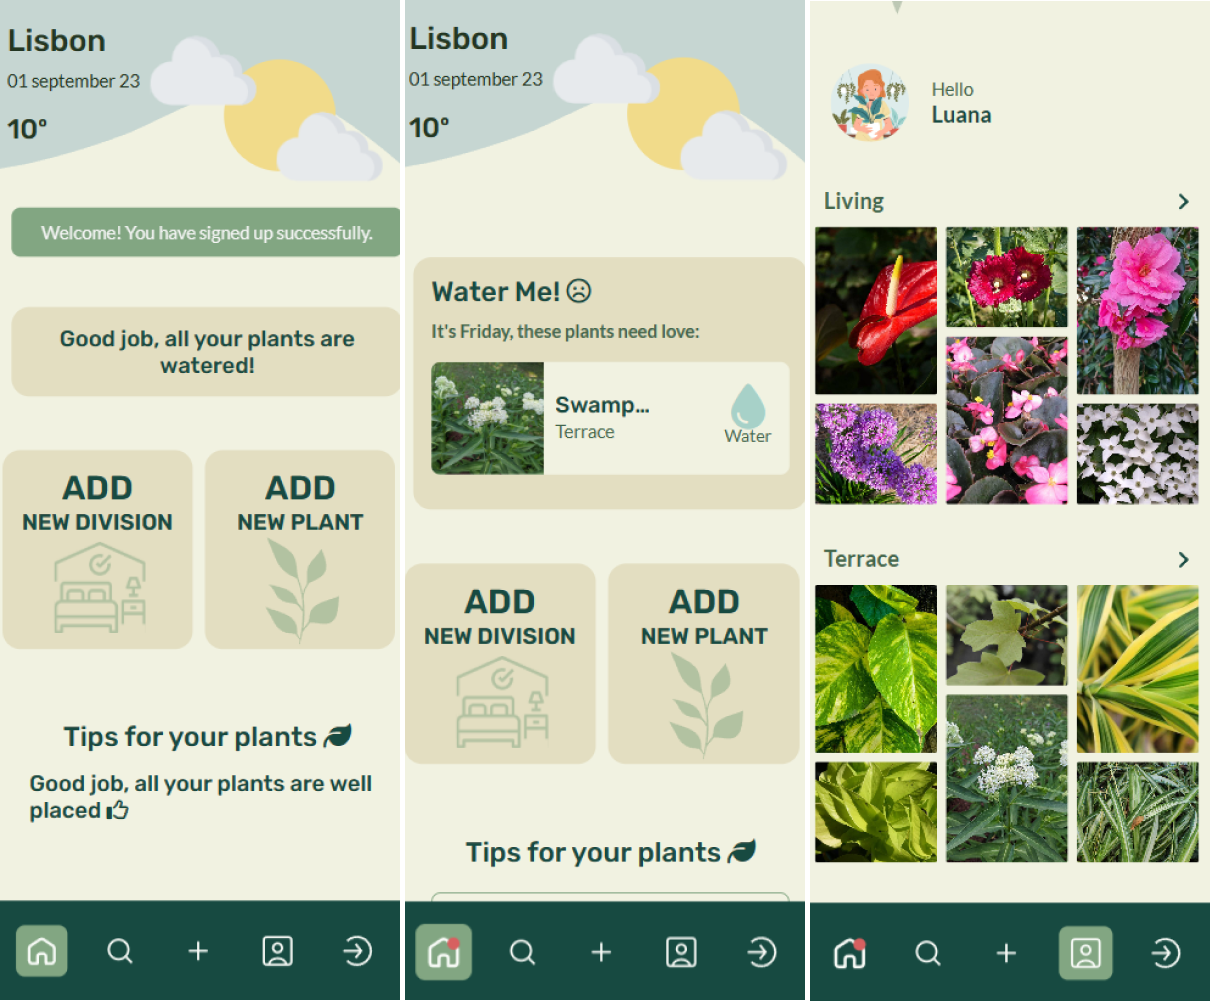 Lisbon
01 september 23
10°
Welcome! You have signed up successfully.
Good job, all your plants are
watered!
ADD
NEW DIVISION
ADD
NEW PLANT
Tips for your plants
Good job, all your plants are well
placed
Lisbon
01 september 23
10°
Water Me!
It's Friday, these plants need love:
Swamp...
Terrace
Water
ADD
NEW DIVISION
ADD
NEW PLANT
Tips for your plants
Hello
Luana
Living
Terrace